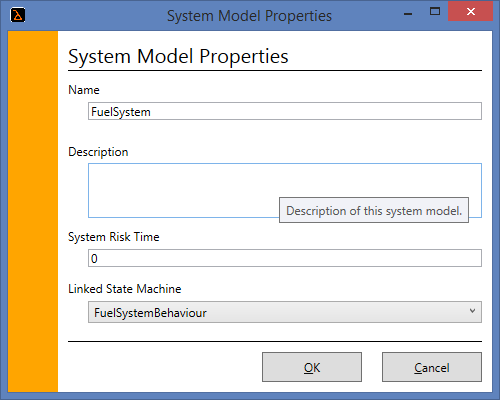 System Model Properties
System Model Properties
Name
FuelSystem
Description
Description of this system model.
System Risk Time
0
Linked State Machine
FuelSystemBehaviour
OK
Cancel